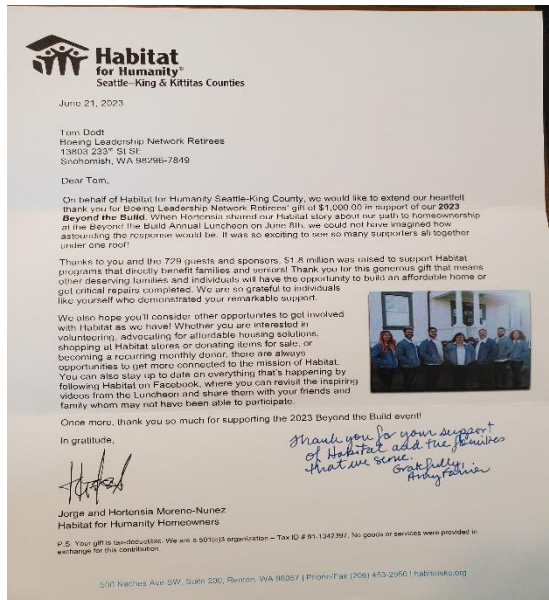 Habitat
for Humanity®
Seattle–King & Kittitas Counties
June 21, 2023
Tom Dodt
Boeing Leadership Network Retirees
13803 233rd St SE
Snohomish, WA 98296-7849
Dear Tom,
On behalf of Habitat for Humanity Seattle-King County, we would like to extend our heartfelt
thank you for Boeing Leadership Network Retirees' gift of $1,000.00 in support of our 2023
Beyond the Build. When Hortensia shared our Habitat story about our path to homeownership
at the Beyond the Build Annual Luncheon on June 8th, we could not have imagined how
astounding the response would be. It was so exciting to see so many supporters all together
under one roof!
Thanks to you and the 729 guests and sponsors, $1.8 million was raised to support Habitat
programs that directly benefit families and seniors! Thank you for this generous gift that means
other deserving families and individuals will have the opportunity to build an affordable home or
get critical repairs completed. We are so grateful to individuals
like yourself who demonstrated your remarkable support.
We also hope you'll consider other opportunites to get involved
with Habitat as we have! Whether you are interested in
volunteering, advocating for affordable housing solutions,
shopping at Habitat stores or donating items for sale, or
becoming a recurring monthly donor, there are always
opportunities to get more connected to the mission of Habitat.
You can also stay up to date on everything that's happening by
following Habitat on Facebook, where you can revisit the inspiring
videos from the Luncheon and share them with your friends and
family whom may not have been able to participate.
Once more, thank you so much for supporting the 2023 Beyond the Build event!
In gratitude,
Thank you for your support
of Habitat and the families
that we serve.
Gratefully,
Amy Farrier
Jorge and Hortensia Moreno-Nunez
Habitat for Humanity Homeowners
P.S. Your gift is tax-deductible. We are a 501(c)3 organization – Tax ID # 91-1342397. No goods or services were provided in
exchange for this contribution.
500 Naches Ave SW, Suite 200, Renton, WA 98057 | Phone/Fax (206) 453-2950 | habitatskc.org